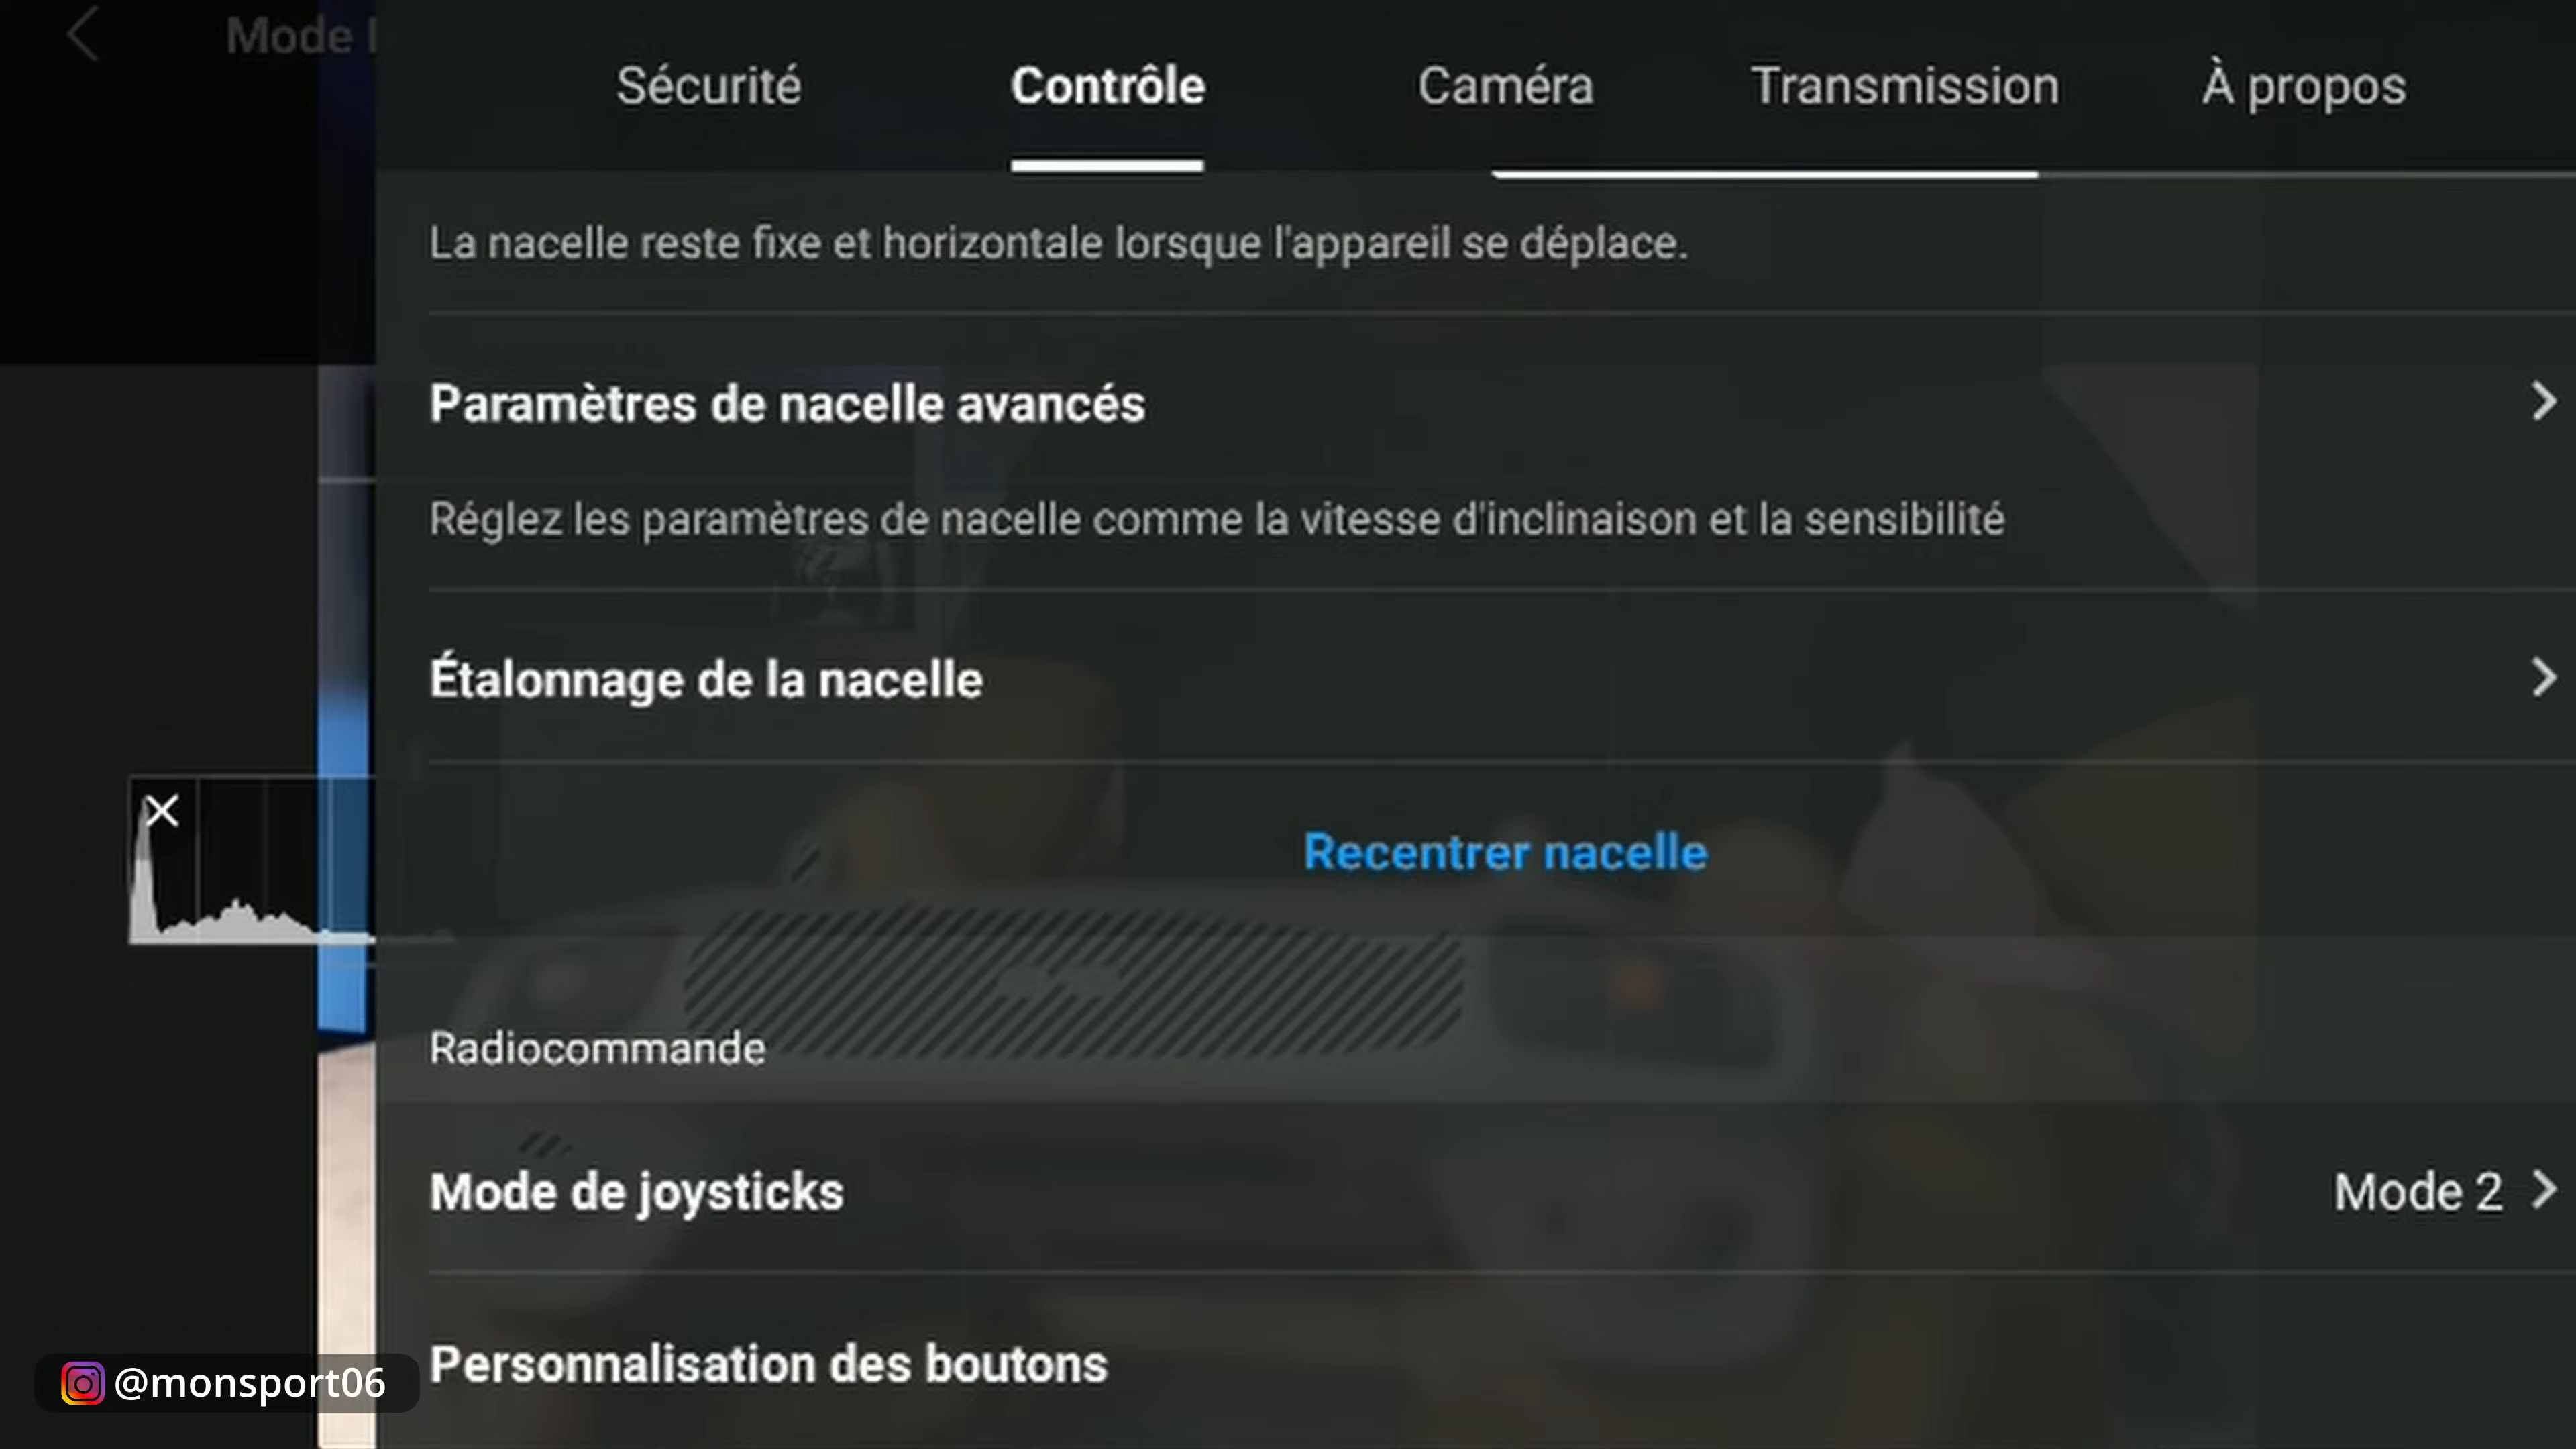 Mode
Sécurité
Contrôle
Caméra
Transmission
À propos
La nacelle reste fixe et horizontale lorsque l'appareil se déplace.
Paramètres de nacelle avancés
Réglez les paramètres de nacelle comme la vitesse d'inclinaison et la sensibilité
Étalonnage de la nacelle
Recentrer nacelle
Radiocommande
Mode de joysticks
Mode 2
Personnalisation des boutons
@monsport06